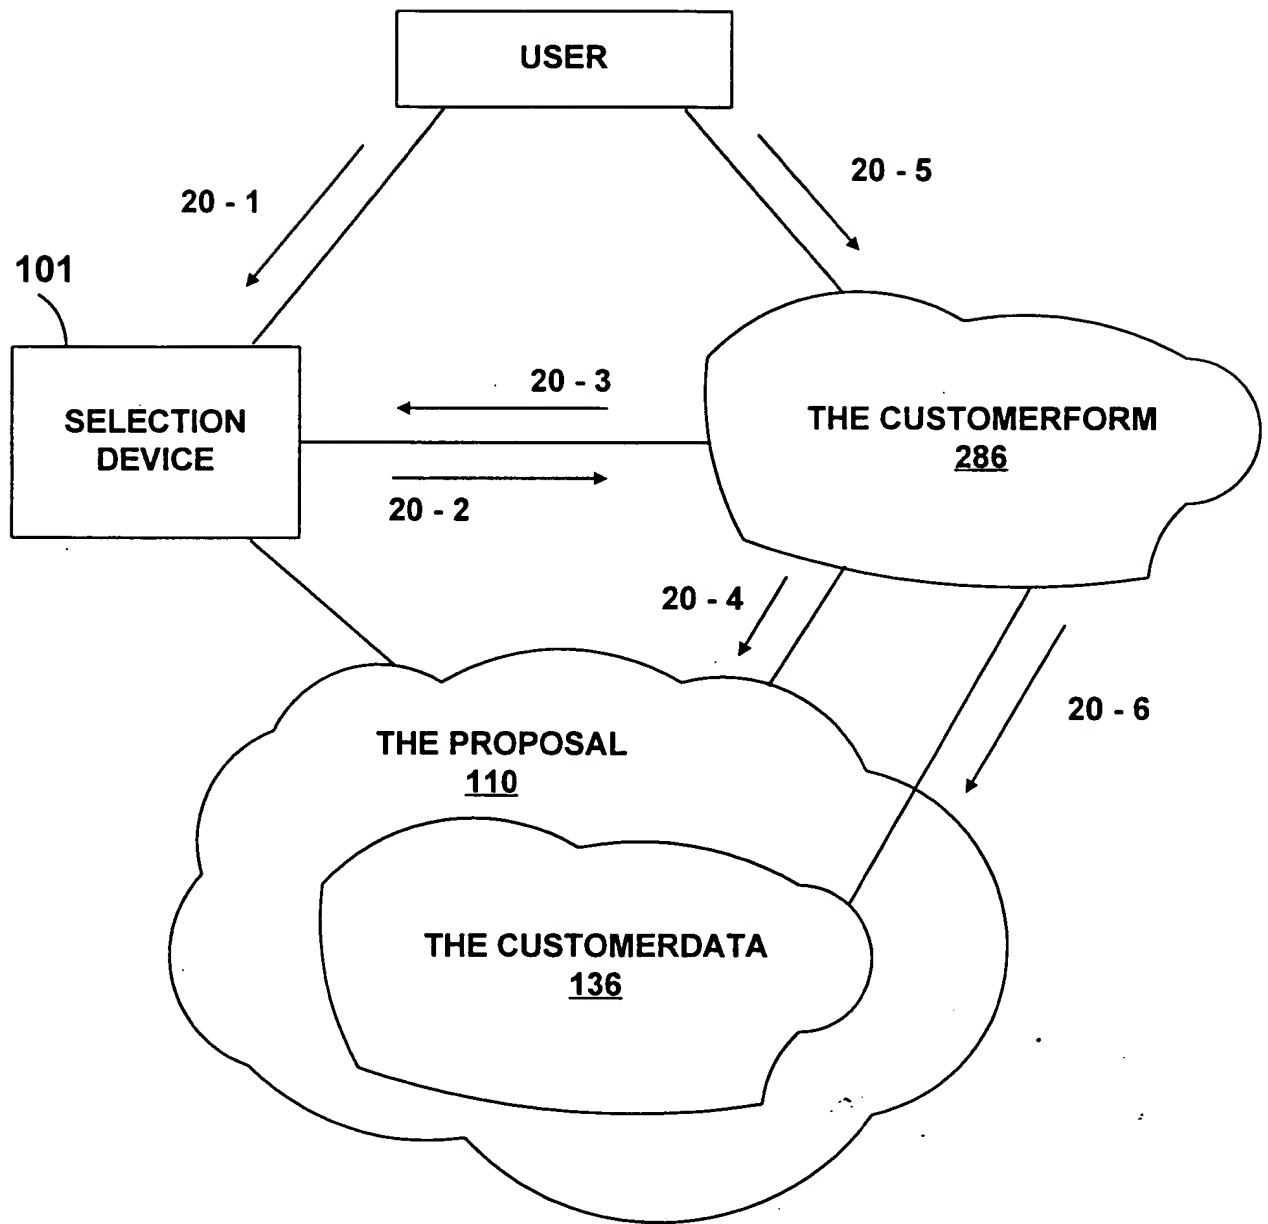 USER
20 - 1
20 - 5
101
SELECTION
DEVICE
20 - 3
20 - 2
THE CUSTOMERFORM
286
20 - 4
20 - 6
THE PROPOSAL
110
THE CUSTOMERDATA
136